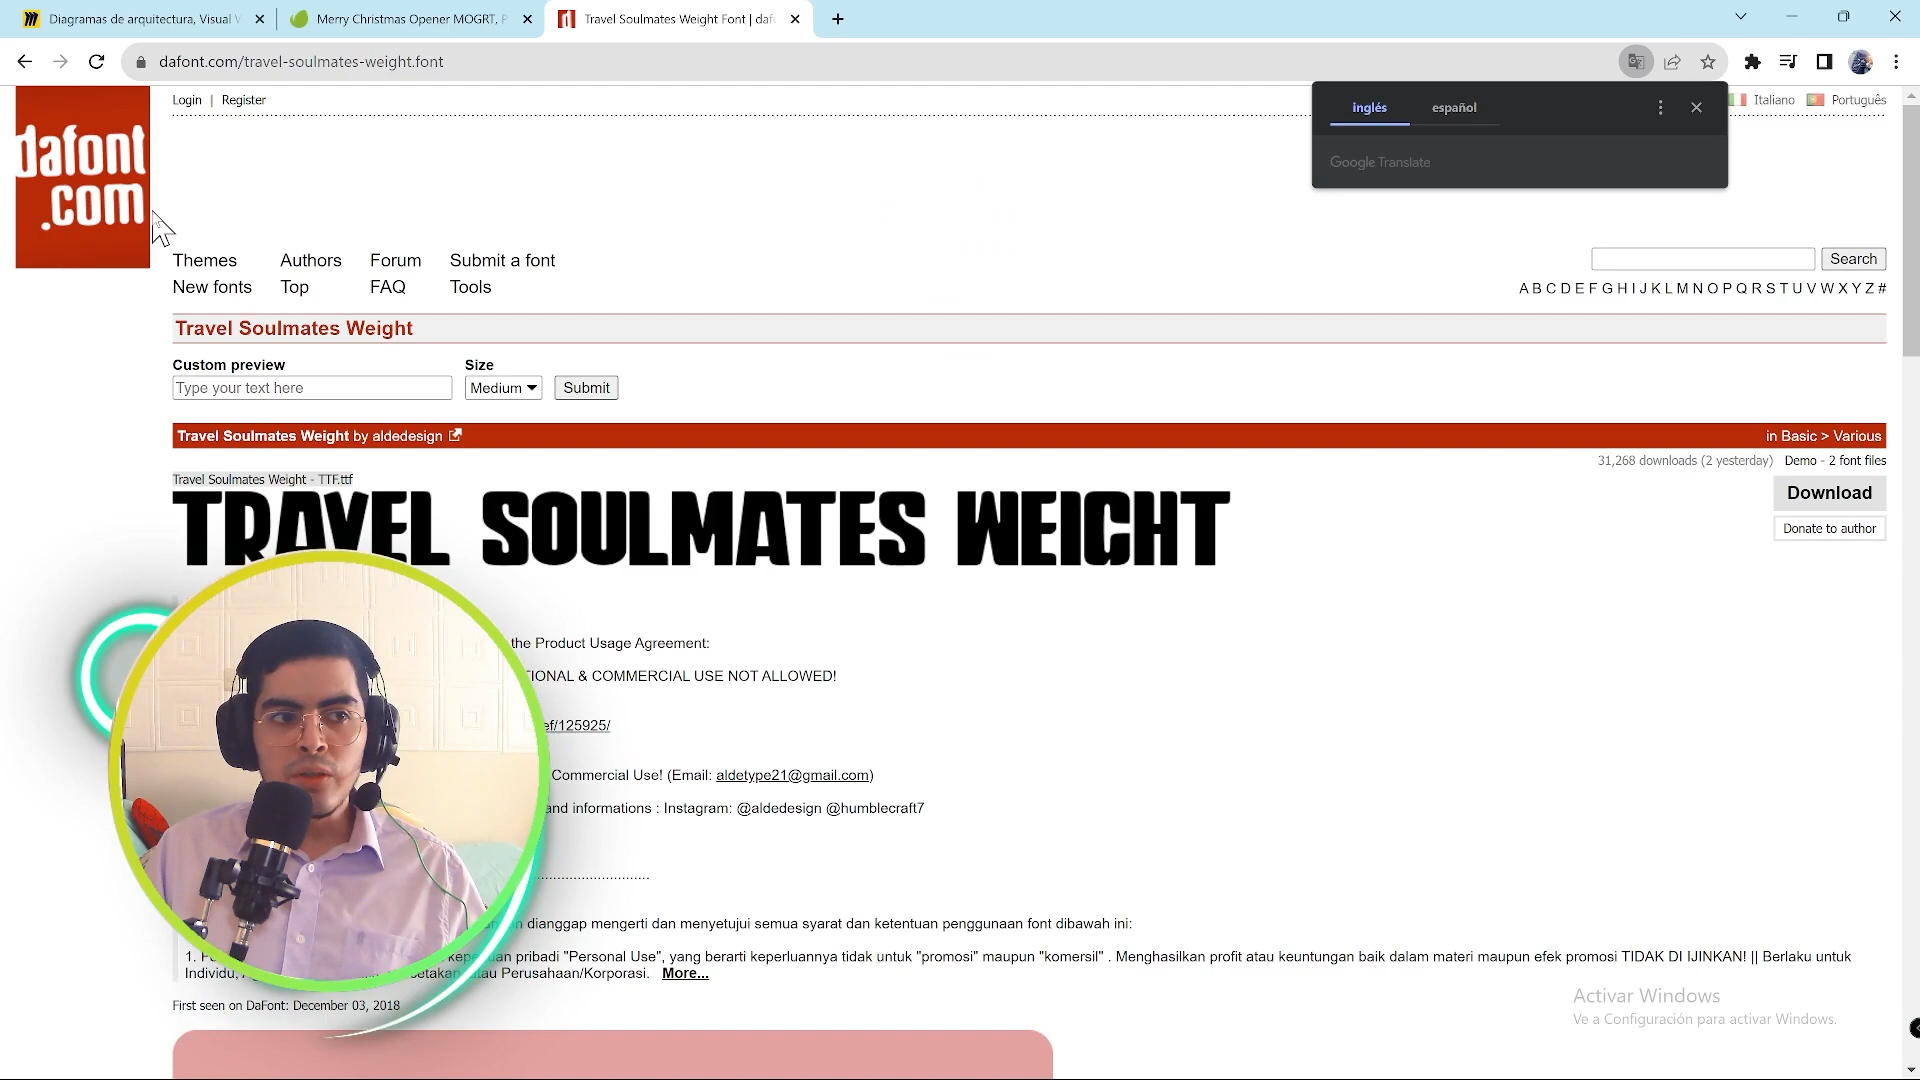 Diagramas de arquitectura, Visual
Merry Christmas Opener MOGRT,
Travel Soulmates Weight Font | daf
dafont.com/travel-soulmates-weight.font
inglés español
Google Translate
Login | Register
Italiano Português
dafont
.com
Themes Authors Forum Submit a font
New fonts Top FAQ Tools
Search
A B C D E F G H I J K L M N O P Q R S T U V W X Y Z #
Travel Soulmates Weight
Custom preview Size
Type your text here Medium Submit
Travel Soulmates Weight by aldedesign in Basic > Various
31,268 downloads (2 yesterday) Demo - 2 font files
Travel Soulmates Weight - TTF.ttf
TRAVEL SOULMATES WEIGHT
Download
Donate to author
the Product Usage Agreement:
IONAL & COMMERCIAL USE NOT ALLOWED!
ef/125925/
Commercial Use! (Email: aldetype21@gmail.com)
and informations : Instagram: @aldedesign @humblecraft7
dianggap mengerti dan menyetujui semua syarat dan ketentuan penggunaan font dibawah ini:
1. pribadi "Personal Use", yang berarti keperluannya tidak untuk "promosi" maupun "komersil" . Menghasilkan profit atau keuntungan baik dalam materi maupun efek promosi TIDAK DI IJINKAN! || Berlaku untuk
Individu, atau Perusahaan/Korporasi. More...
First seen on DaFont: December 03, 2018
Activar Windows
Ve a Configuración para activar Windows.